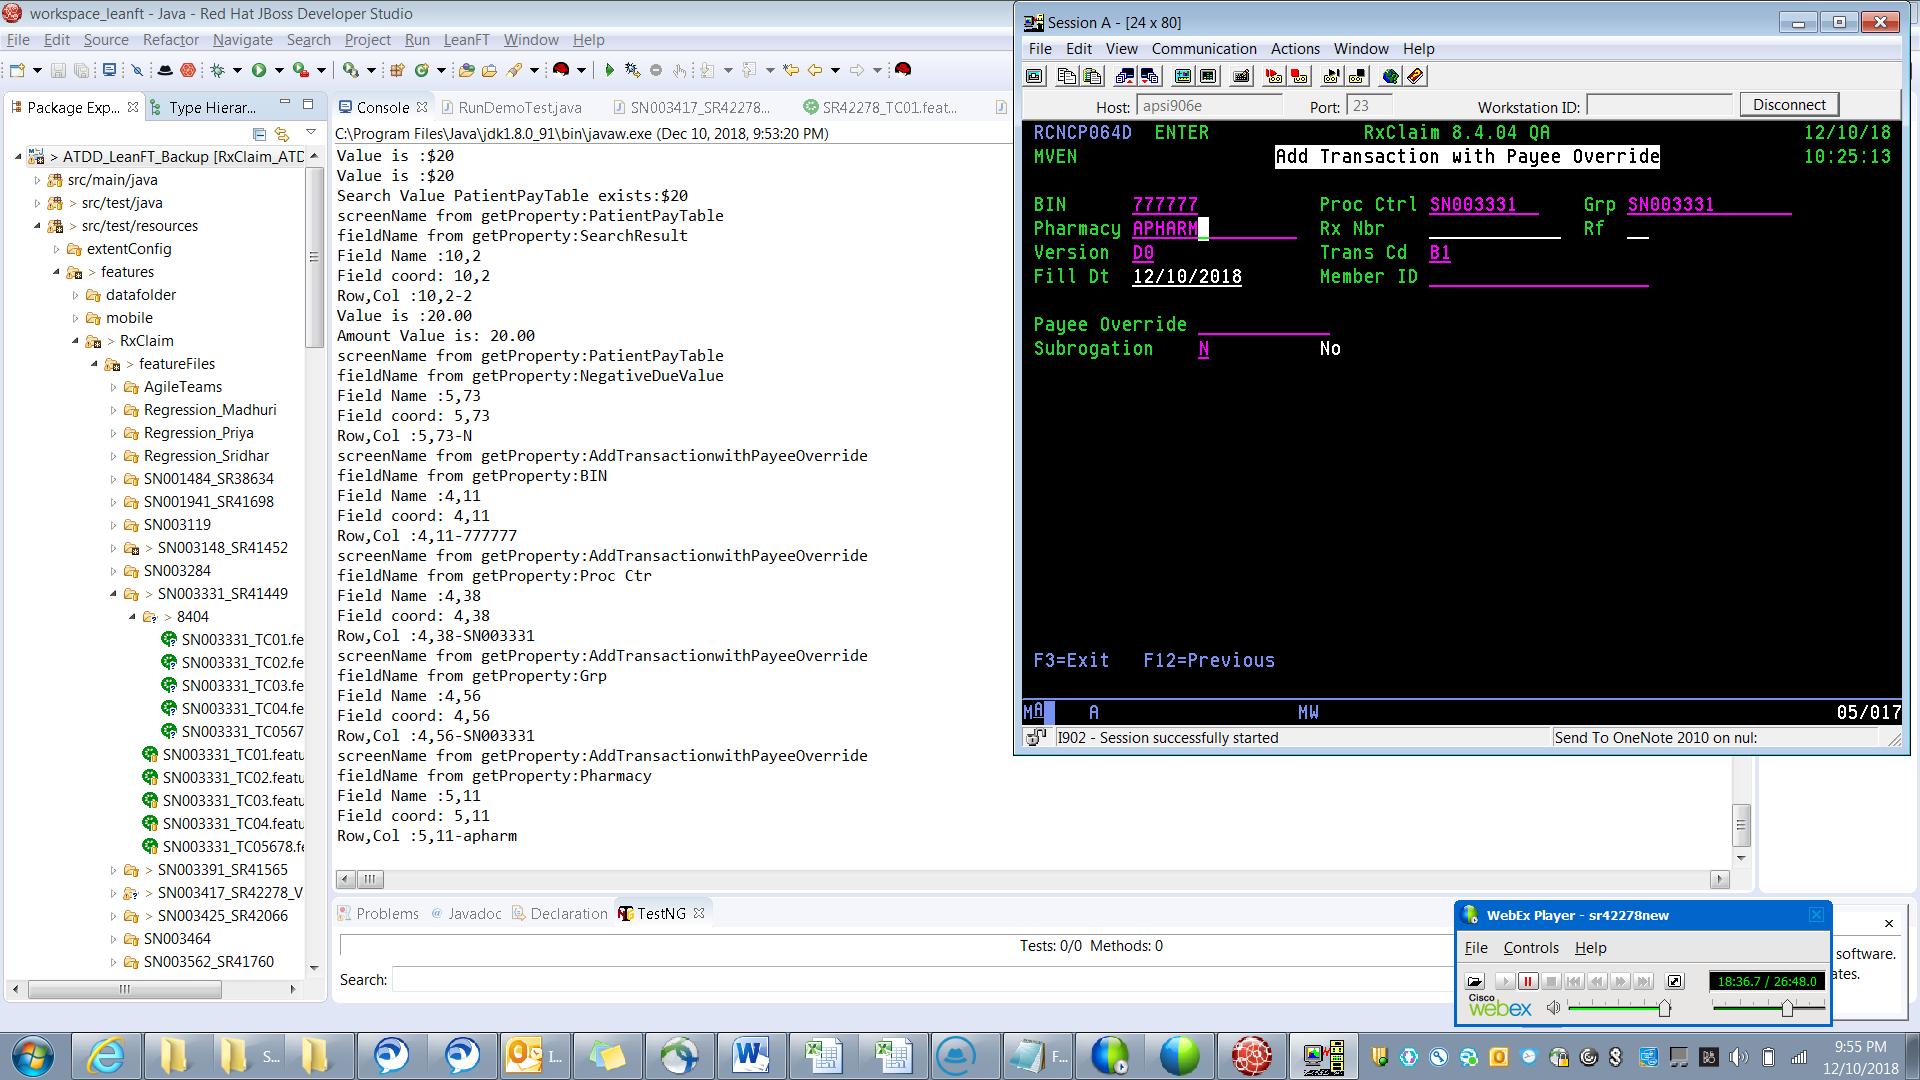 workspace_leanft - Java - Red Hat JBoss Developer Studio
File Edit Source Refactor Navigate Search Project Run LeanFT Window Help
Package Exp... Type Hierar...
> ATDD_LeanFT_Backup [RxClaim_ATD
src/main/java
> src/test/java
> src/test/resources
extentConfig
> features
datafolder
mobile
> RxClaim
> featureFiles
AgileTeams
Regression_Madhuri
Regression_Priya
Regression_Sridhar
SN001484_SR38634
SN001941_SR41698
SN003119
> SN003148_SR41452
SN003284
> SN003331_SR41449
> 8404
SN003331_TC01.fe
SN003331_TC02.fe
SN003331_TC03.fe
SN003331_TC04.fe
SN003331_TC0567
SN003331_TC01.featu
SN003331_TC02.featu
SN003331_TC03.featu
SN003331_TC04.featu
SN003331_TC05678.fe
> SN003391_SR41565
> SN003417_SR42278_V
> SN003425_SR42066
SN003464
SN003562_SR41760
Console RunDemoTest.java SN003417_SR42278... SR42278_TC01.feat...
C:\Program Files\Java\jdk1.8.0_91\bin\javaw.exe (Dec 10, 2018, 9:53:20 PM)
Value is :$20
Value is :$20
Search Value PatientPayTable exists:$20
screenName from getProperty:PatientPayTable
fieldName from getProperty:SearchResult
Field Name :10,2
Field coord: 10,2
Row,Col :10,2-2
Value is :20.00
Amount Value is: 20.00
screenName from getProperty:PatientPayTable
fieldName from getProperty:NegativeDueValue
Field Name :5,73
Field coord: 5,73
Row,Col :5,73-N
screenName from getProperty:AddTransactionwithPayeeOverride
fieldName from getProperty:BIN
Field Name :4,11
Field coord: 4,11
Row,Col :4,11-777777
screenName from getProperty:AddTransactionwithPayeeOverride
fieldName from getProperty:Proc Ctr
Field Name :4,38
Field coord: 4,38
Row,Col :4,38-SN003331
screenName from getProperty:AddTransactionwithPayeeOverride
fieldName from getProperty:Grp
Field Name :4,56
Field coord: 4,56
Row,Col :4,56-SN003331
screenName from getProperty:AddTransactionwithPayeeOverride
fieldName from getProperty:Pharmacy
Field Name :5,11
Field coord: 5,11
Row,Col :5,11-apharm
Problems @ Javadoc Declaration TestNG
Tests: 0/0 Methods: 0
Search:
Session A - [24 x 80]
File Edit View Communication Actions Window Help
Host: apsi906e Port: 23 Workstation ID: Disconnect
RCNCP064D ENTER RxClaim 8.4.04 QA 12/10/18
MVEN Add Transaction with Payee Override 10:25:13
BIN 777777 Proc Ctrl SN003331 Grp SN003331
Pharmacy APHARM Rx Nbr Rf
Version D0 Trans Cd B1
Fill Dt 12/10/2018 Member ID
Payee Override
Subrogation N No
F3=Exit F12=Previous
MA A MW 05/017
I902 - Session successfully started Send To OneNote 2010 on nul:
WebEx Player - sr42278new
File Controls Help
18:36.7 / 26:48.0
Cisco webex
software.
ates.
S...
I...
F...
9:55 PM
12/10/2018